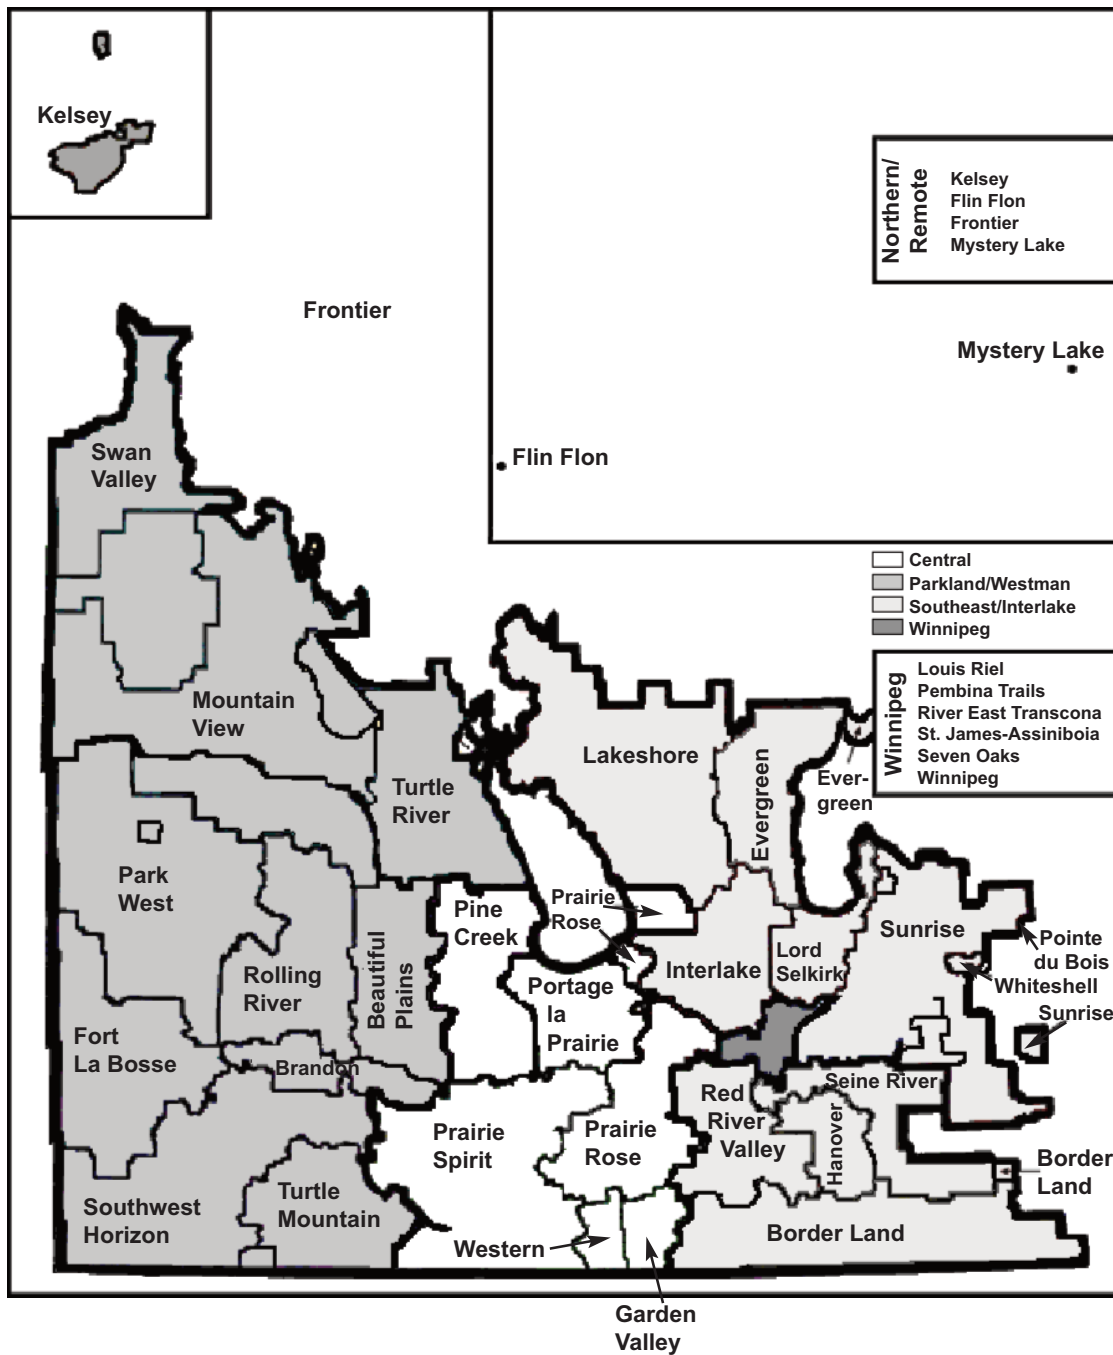 Kelsey
Northern/
Remote
Kelsey
Flin Flon
Frontier
Mystery Lake
Frontier
Mystery Lake
Flin Flon
Swan
Valley
Central
Parkland/Westman
Southeast/Interlake
Winnipeg
Winnipeg
Louis Riel
Pembina Trails
River East Transcona
St. James-Assiniboia
Seven Oaks
Winnipeg
Mountain
View
Lakeshore
Evergreen
Ever-
green
Turtle
River
Park
West
Pine
Creek
Prairie
Rose
Sunrise
Pointe
du Bois
Whiteshell
Sunrise
Lord
Selkirk
Interlake
Rolling
River
Beautiful
Plains
Portage
la
Prairie
Fort
La Bosse
Brandon
Seine River
Red
River
Valley
Hanover
Prairie
Spirit
Prairie
Rose
Border
Land
Southwest
Horizon
Turtle
Mountain
Western
Border Land
Garden
Valley